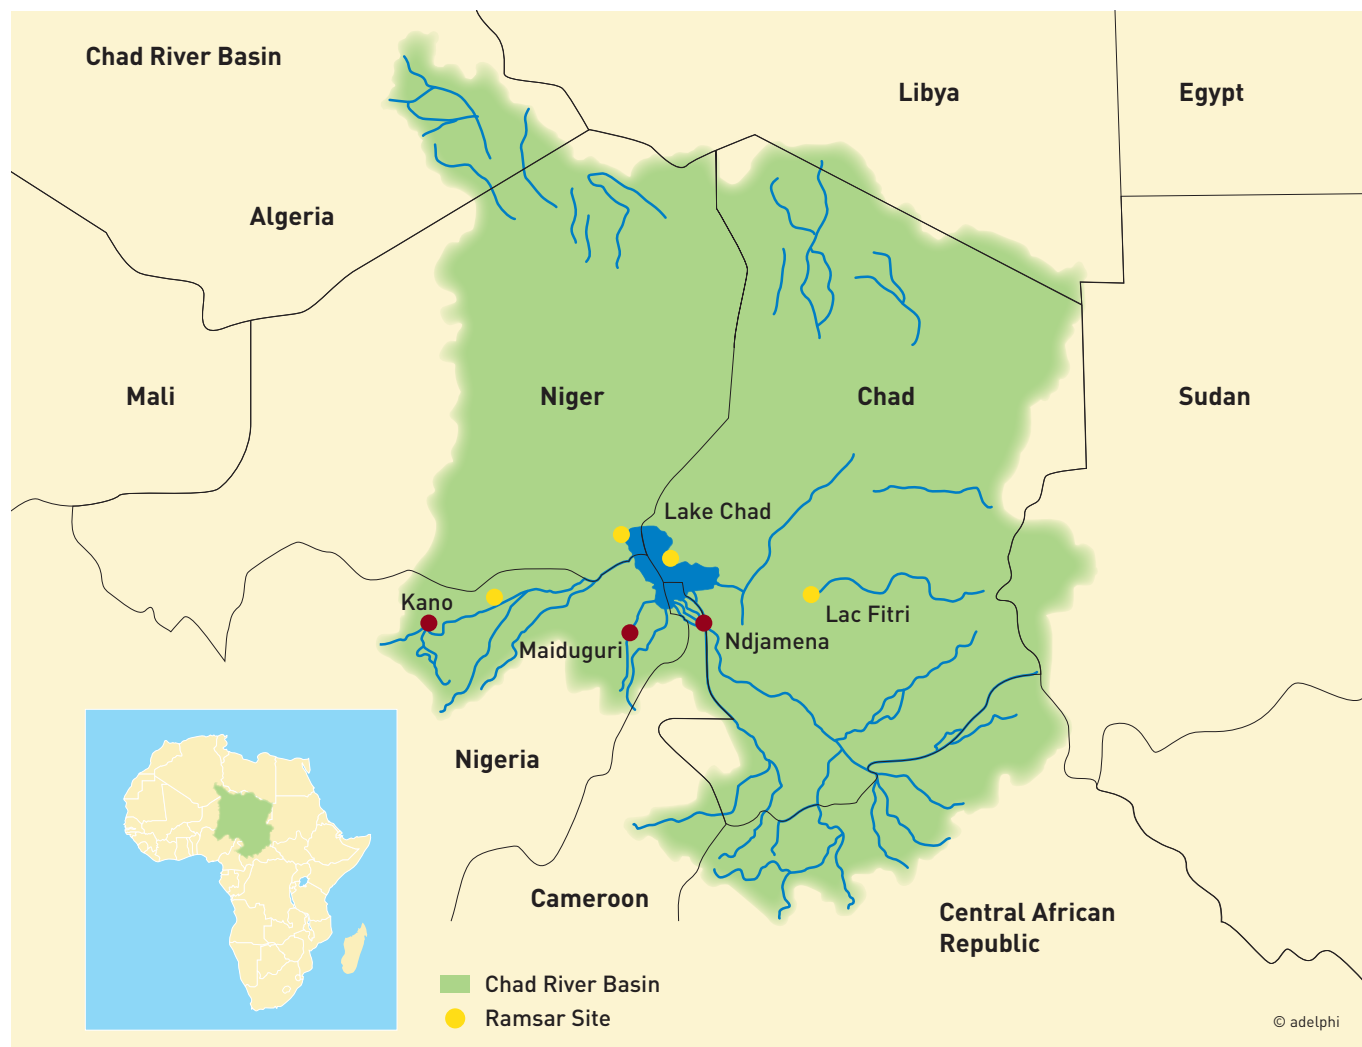 Chad River Basin
Libya
Egypt
Algeria
Mali
Niger
Chad
Sudan
Lake Chad
Kano
Lac Fitri
Maiduguri
Ndjamena
Nigeria
Cameroon
Central African
Republic
Chad River Basin
Ramsar Site
© adelphi